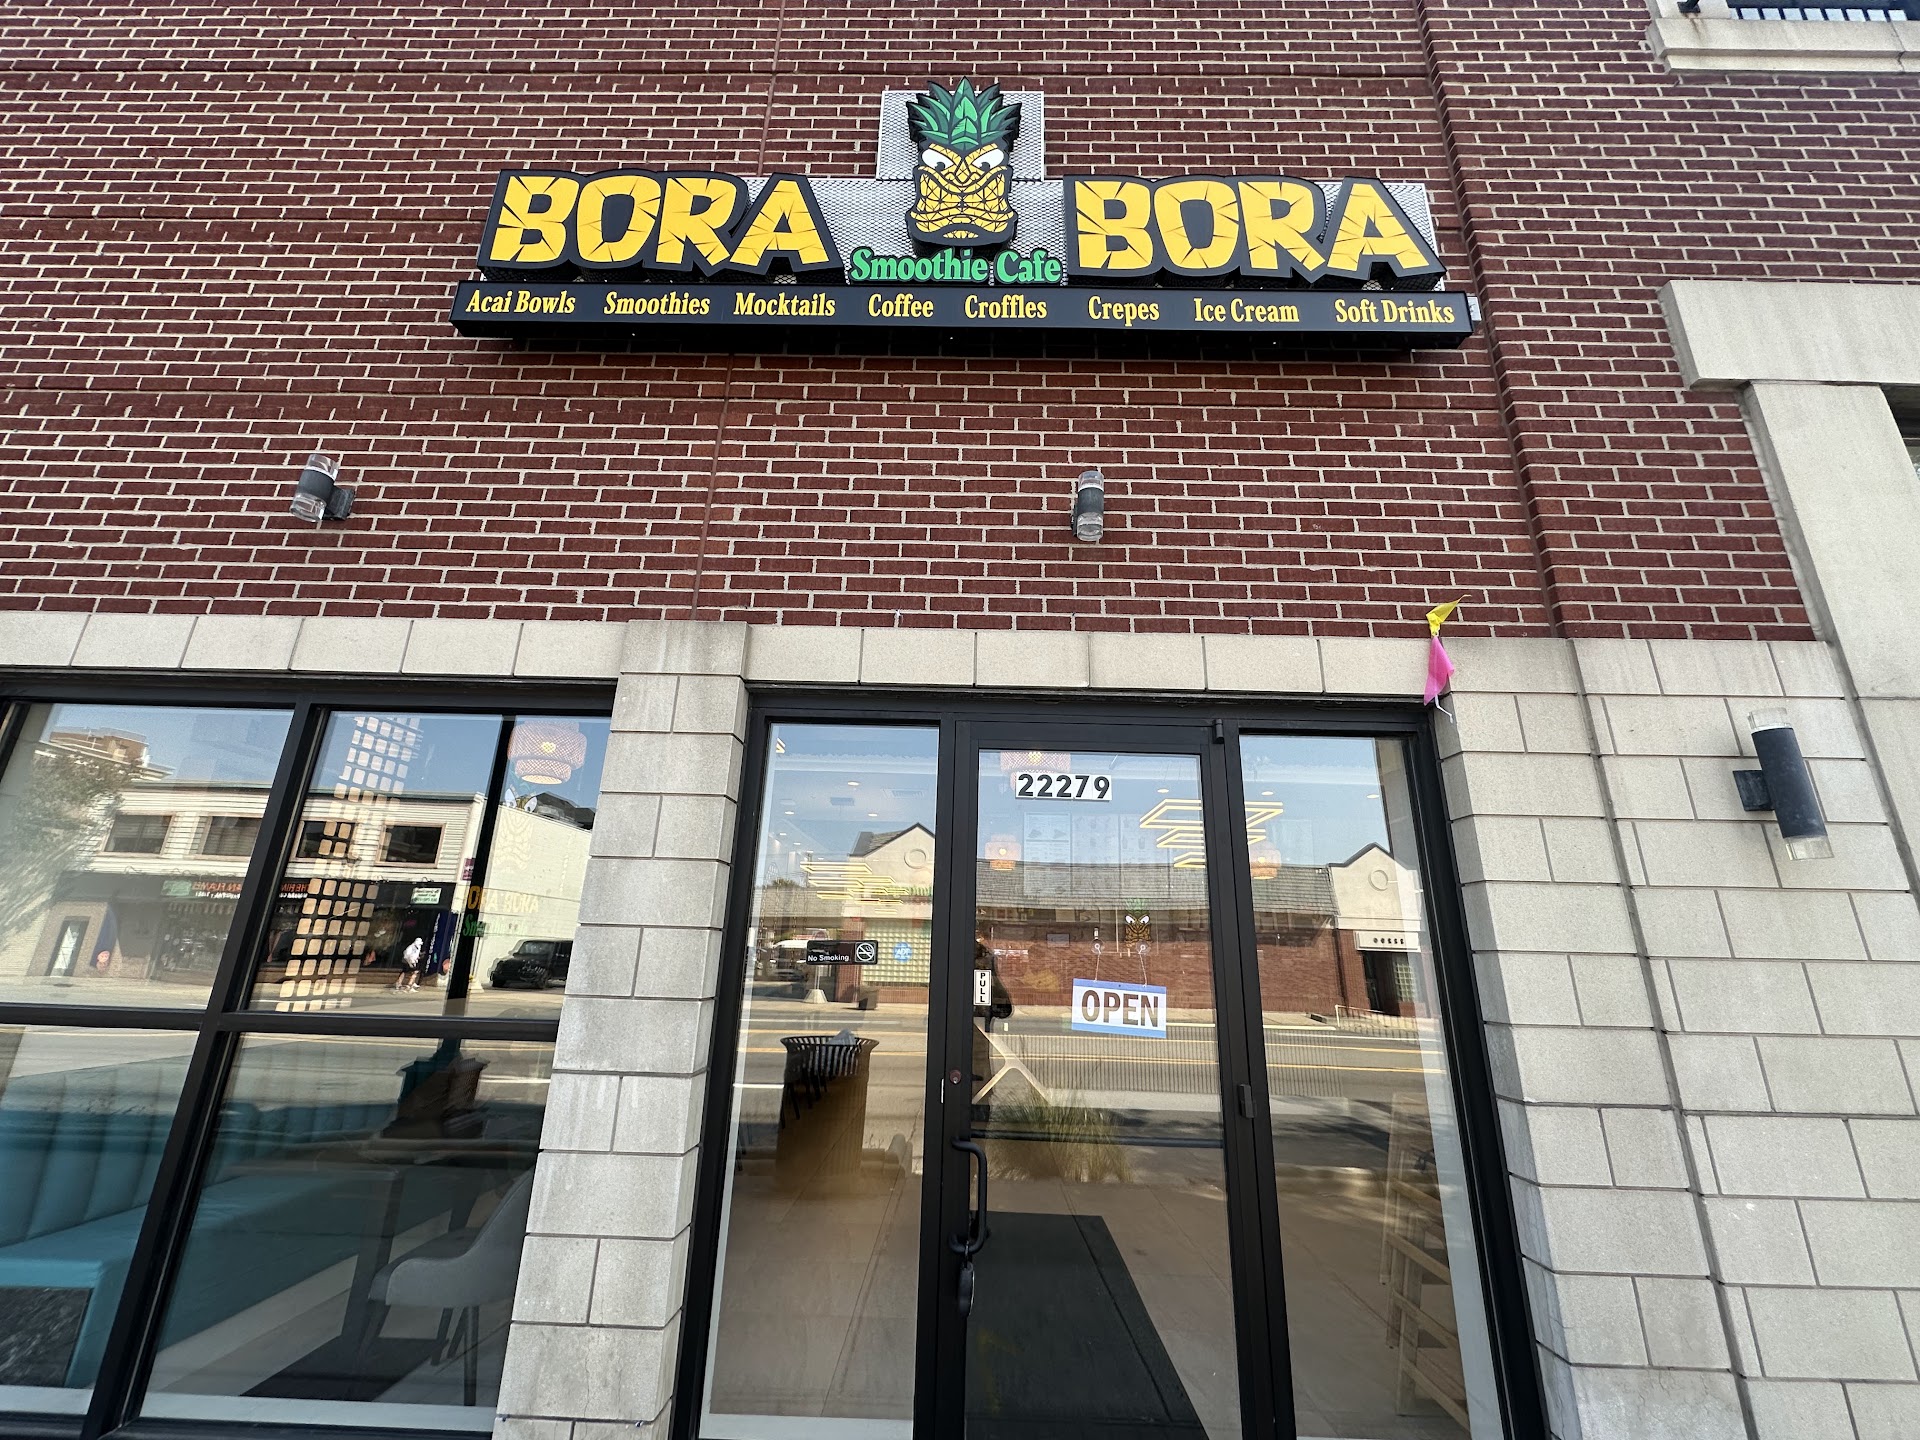 BORA BORA
Smoothie Cafe
Acai Bowls Smoothies Mocktails Coffee Croffles Crepes Ice Cream Soft Drinks
22279
No Smoking
PULL
OPEN